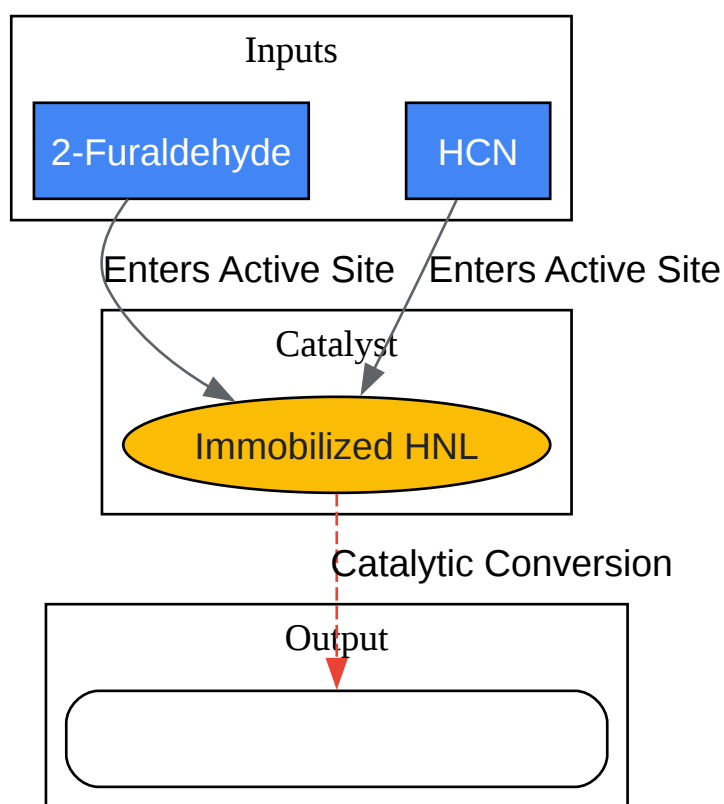 Inputs
2-Furaldehyde
HCN
Enters Active Site
Enters Active Site
Catalyst
Immobilized HNL
Catalytic Conversion
Output